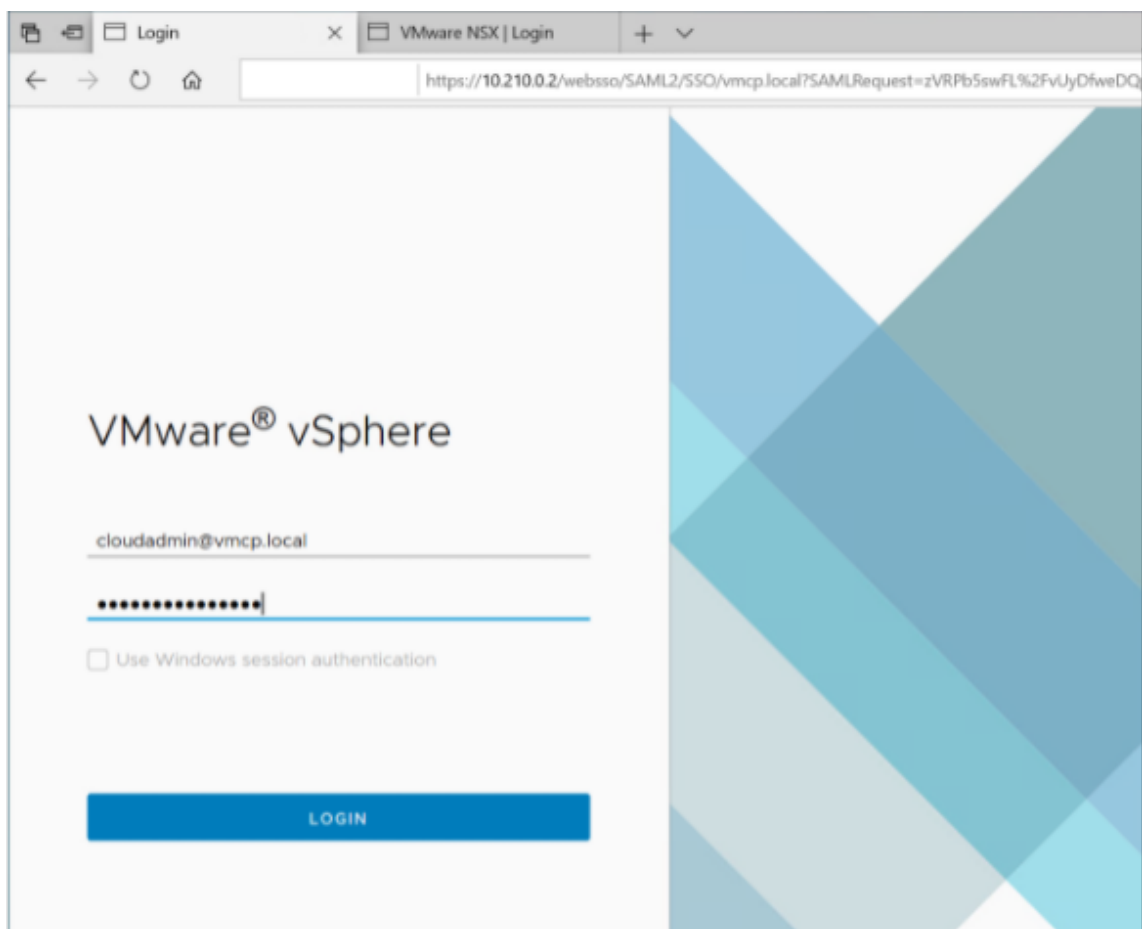 Login
VMware NSX | Login
https://10.210.0.2/websso/SAML2/SSO/vmcp.local?SAMLRequest=zVRPb5swFL%2FvUyDfweDQ
VMware® vSphere
cloudadmin@vmcp.local
Use Windows session authentication
LOGIN